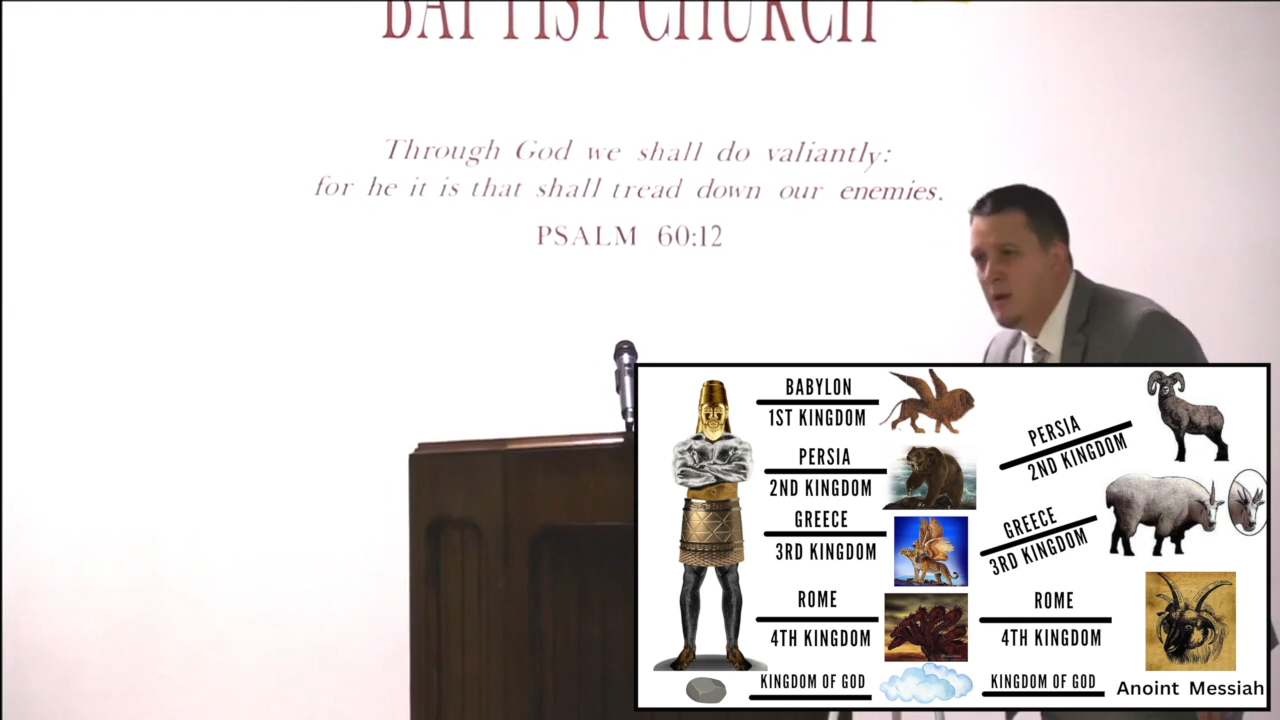 BAPTIST CHURCH
Through God we shall do valiantly:
for he it is that shall tread down our enemies.
PSALM 60:12
BABYLON
1ST KINGDOM
PERSIA
2ND KINGDOM
GREECE
3RD KINGDOM
ROME
4TH KINGDOM
KINGDOM OF GOD
PERSIA
2ND KINGDOM
GREECE
3RD KINGDOM
ROME
4TH KINGDOM
KINGDOM OF GOD
Anoint Messiah